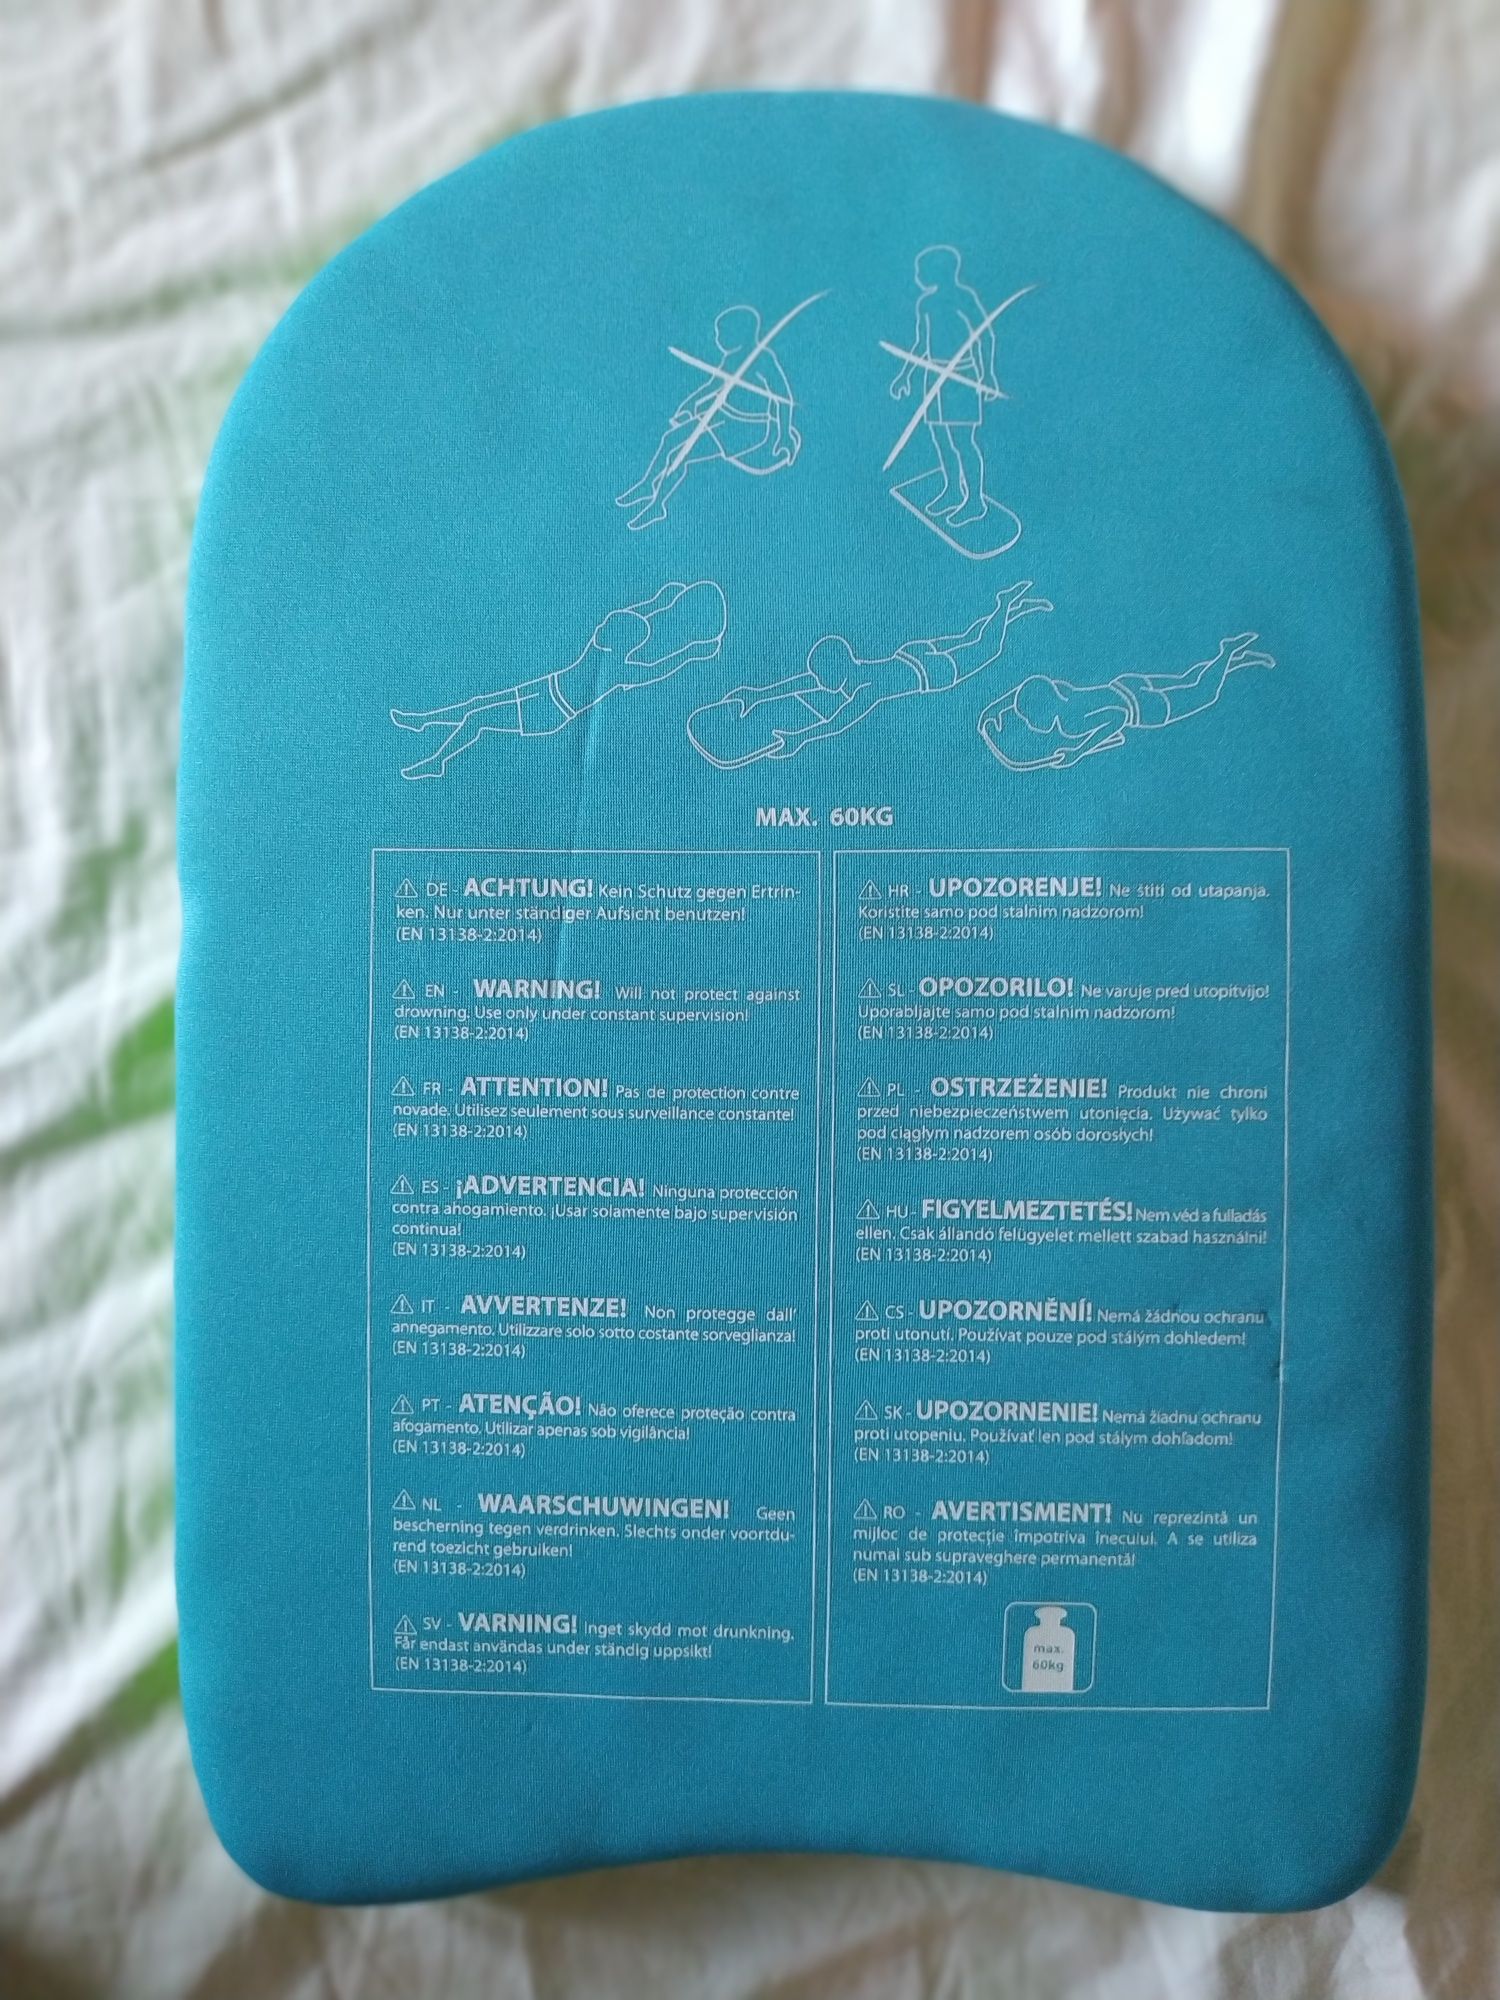 MAX. 60KG
DE - ACHTUNG! Kein Schutz gegen Ertrin-
ken. Nur unter ständiger Aufsicht benutzen!
(EN 13138-2:2014)
EN - WARNING! Will not protect against
drowning. Use only under constant supervision!
(EN 13138-2:2014)
FR - ATTENTION! Pas de protection contre
novade. Utilisez seulement sous surveillance constante!
(EN 13138-2:2014)
ES - ¡ADVERTENCIA! Ninguna protección
contra ahogamiento. ¡Usar solamente bajo supervisión
continua!
(EN 13138-2:2014)
IT - AVVERTENZE! Non protegge dall'
annegamento. Utilizzare solo sotto costante sorveglianza!
(EN 13138-2:2014)
PT - ATENÇÃO! Não oferece proteção contra
afogamento. Utilizar apenas sob vigilância!
(EN 13138-2:2014)
NL - WAARSCHUWINGEN! Geen
bescherning tegen verdrinken. Slechts onder voortdu-
rend toezicht gebruiken!
(EN 13138-2:2014)
SV - VARNING! Inget skydd mot drunkning.
Får endast användas under ständig uppsikt!
(EN 13138-2:2014)
HR - UPOZORENJE! Ne štiti od utapanja.
Koristite samo pod stalnim nadzorom!
(EN 13138-2:2014)
SL - OPOZORILO! Ne varuje pred utopitvijo!
Uporabljajte samo pod stalnim nadzorom!
(EN 13138-2:2014)
PL - OSTRZEŻENIE! Produkt nie chroni
przed niebezpieczeństwem utonięcia. Używać tylko
pod ciągłym nadzorem osób dorosłych!
(EN 13138-2:2014)
HU - FIGYELMEZTETÉS! Nem véd a fulladás
ellen. Csak állandó felügyelet mellett szabad használni!
(EN 13138-2:2014)
CS - UPOZORNĚNÍ! Nemá žádnou ochranu
proti utonutí. Používat pouze pod stálým dohledem!
(EN 13138-2:2014)
SK - UPOZORNENIE! Nemá žiadnu ochranu
proti utopeniu. Používať len pod stálym dohľadom!
(EN 13138-2:2014)
RO - AVERTISMENT! Nu reprezintă un
mijloc de protecţie împotriva înecului. A se utiliza
numai sub supraveghere permanentă!
(EN 13138-2:2014)
max.
60kg